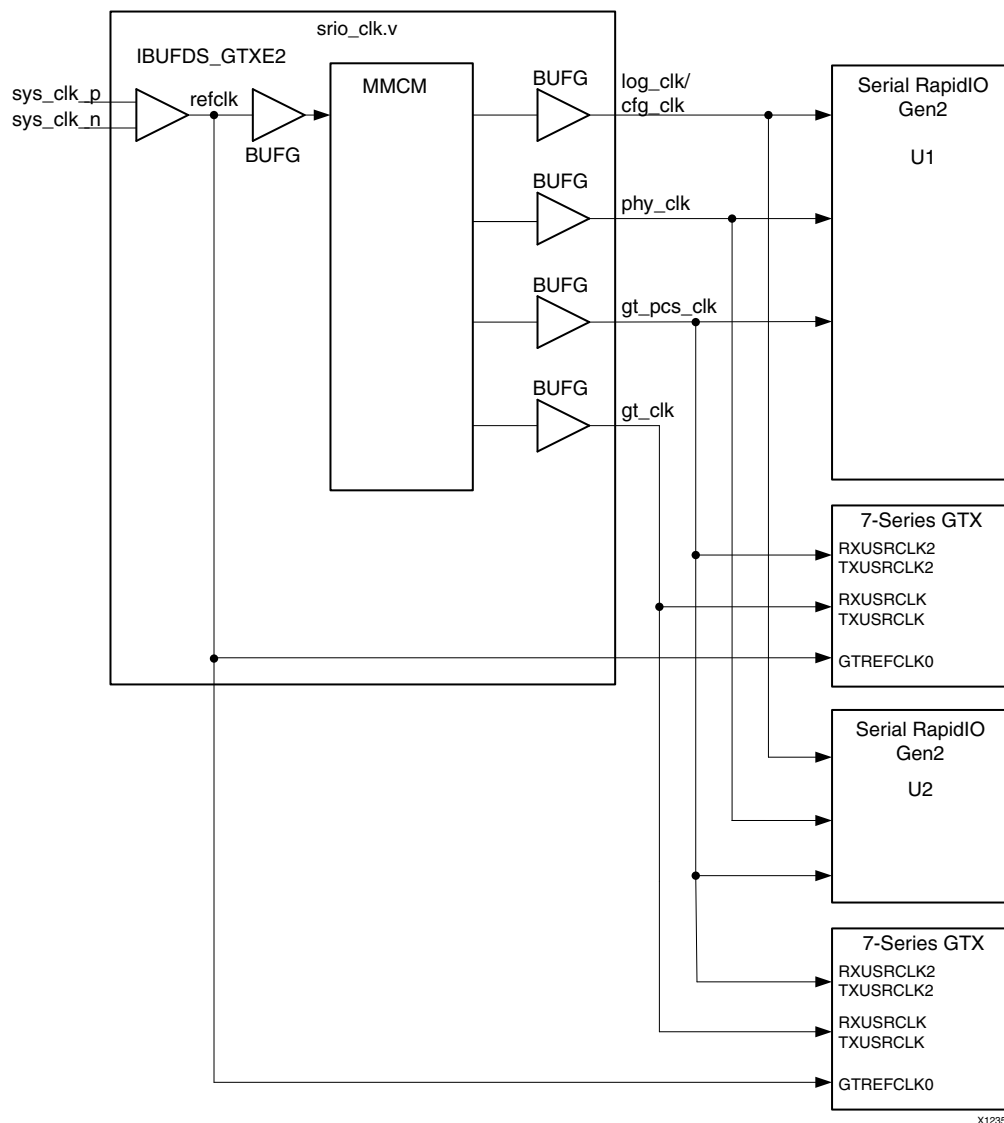 srio_clk.v
IBUFDS_GTXE2
sys_clk_p
sys_clk_n
refclk
BUFG
MMCM
BUFG
log_clk/
cfg_clk
BUFG
phy_clk
BUFG
gt_pcs_clk
BUFG
gt_clk
Serial RapidIO
Gen2
U1
7-Series GTX
RXUSRCLK2
TXUSRCLK2
RXUSRCLK
TXUSRCLK
GTREFCLK0
Serial RapidIO
Gen2
U2
7-Series GTX
RXUSRCLK2
TXUSRCLK2
RXUSRCLK
TXUSRCLK
GTREFCLK0